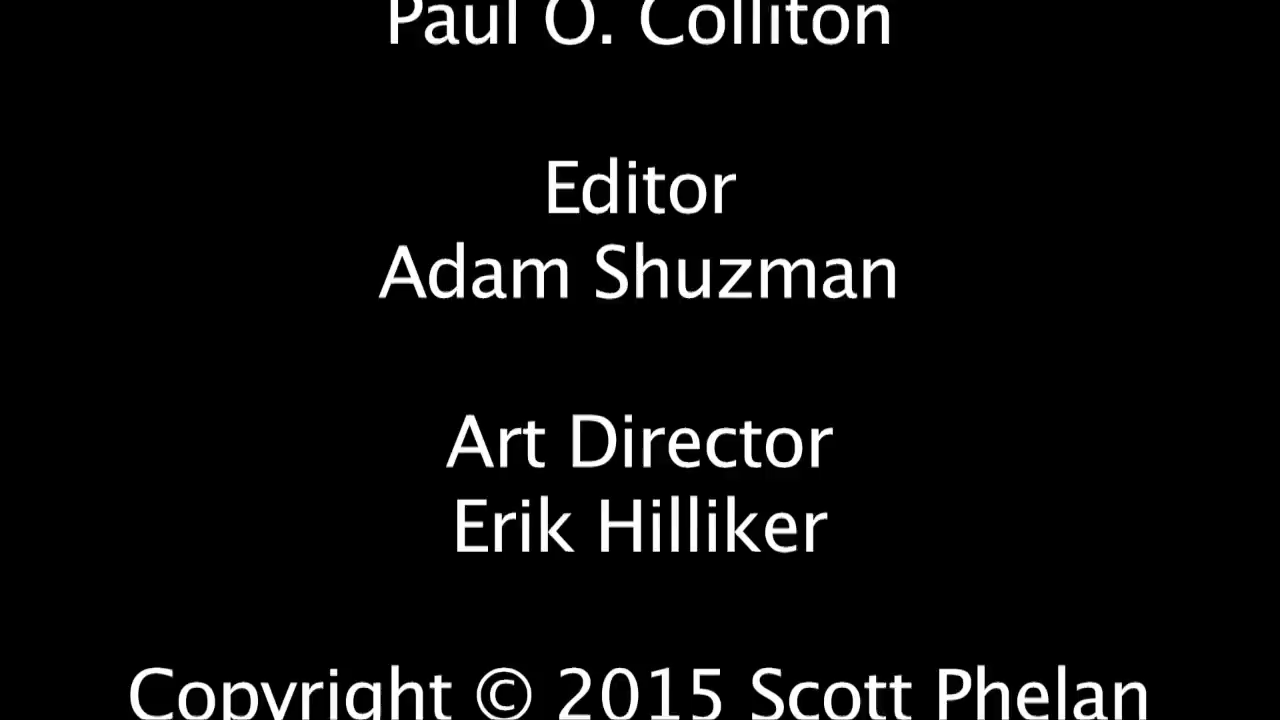 Paul O. Colliton
Editor
Adam Shuzman
Art Director
Erik Hilliker
Copyright © 2015 Scott Phelan